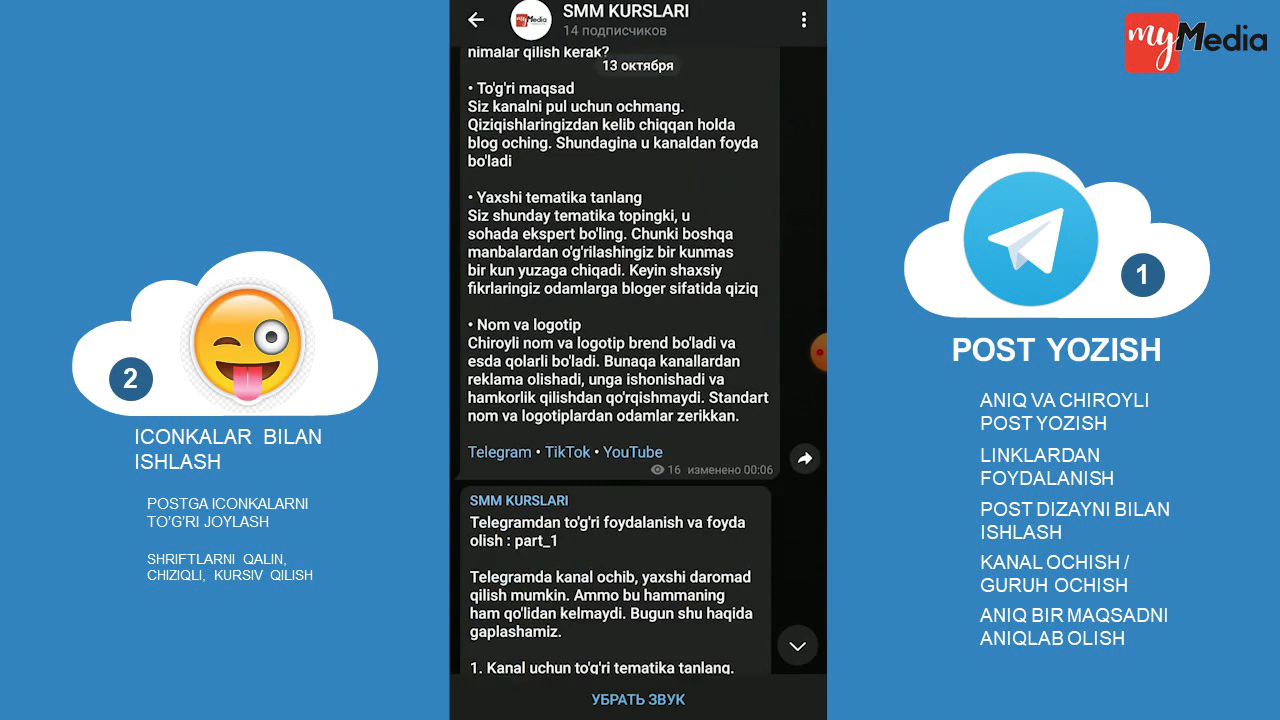 SMM KURSLARI
14 подписчиков
nimalar qilish kerak?
13 октября
• To'g'ri maqsad
Siz kanalni pul uchun ochmang.
Qiziqishlaringizdan kelib chiqqan holda
blog oching. Shundagina u kanaldan foyda
bo'ladi
• Yaxshi tematika tanlang
Siz shunday tematika topingki, u
sohada ekspert bo'ling. Chunki boshqa
manbalardan o'g'rilashingiz bir kunmas
bir kun yuzaga chiqadi. Keyin shaxsiy
fikrlaringiz odamlarga bloger sifatida qiziq
• Nom va logotip
Chiroyli nom va logotip brend bo'ladi va
esda qolarli bo'ladi. Bunaqa kanallardan
reklama olishadi, unga ishonishadi va
hamkorlik qilishdan qo'rqishmaydi. Standart
nom va logotiplardan odamlar zerikkan.
Telegram • TikTok • YouTube
16 изменено 00:06
SMM KURSLARI
Telegramdan to'g'ri foydalanish va foyda
olish : part_1
Telegramda kanal ochib, yaxshi daromad
qilish mumkin. Ammo bu hammaning
ham qo'lidan kelmaydi. Bugun shu haqida
gaplashamiz.
1. Kanal uchun to'g'ri tematika tanlang.
УБРАТЬ ЗВУК
2
ICONKALAR BILAN
ISHLASH
POSTGA ICONKALARNI
TO'G'RI JOYLASH
SHRIFTLARNI QALIN,
CHIZIQLI, KURSIV QILISH
myMedia
1
POST YOZISH
ANIQ VA CHIROYLI
POST YOZISH
LINKLARDAN
FOYDALANISH
POST DIZAYNI BILAN
ISHLASH
KANAL OCHISH /
GURUH OCHISH
ANIQ BIR MAQSADNI
ANIQLAB OLISH